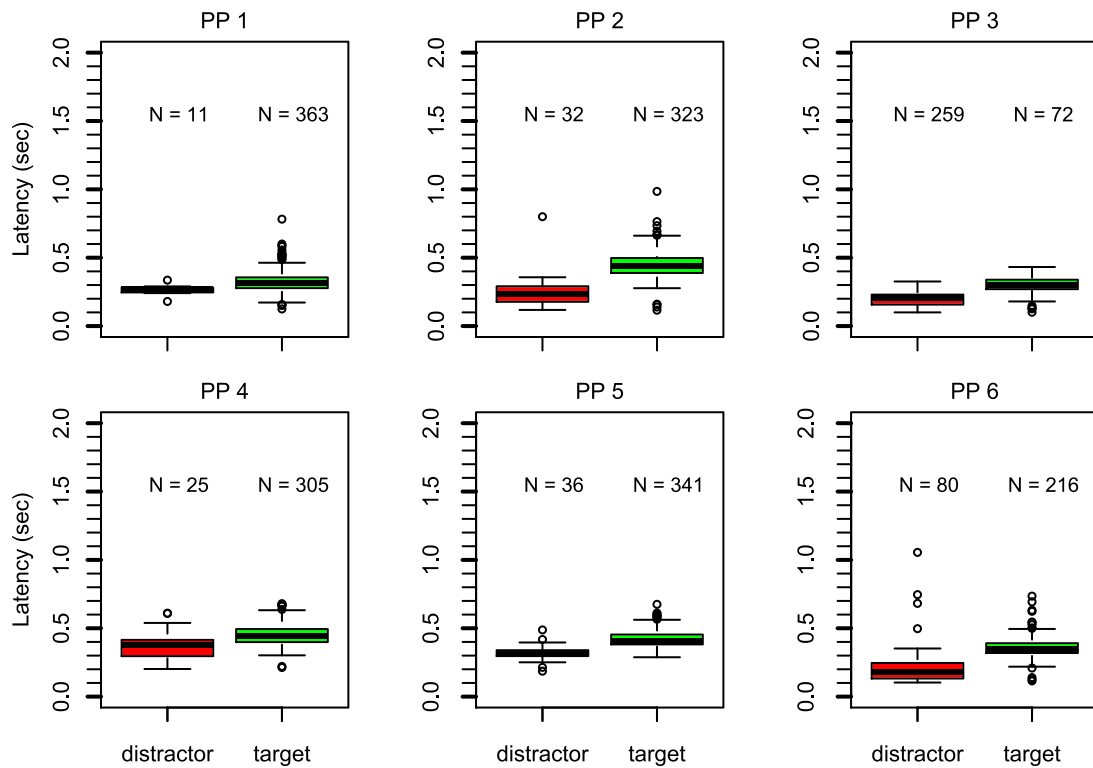 PP 1 PP 2 PP 3
N = 11 N = 363 N = 32 N = 323 N = 259 N = 72
Latency (sec)
2.0 2.0 2.0
1.5 1.5 1.5
1.0 1.0 1.0
0.5 0.5 0.5
0.0 0.0 0.0
PP 4 PP 5 PP 6
N = 25 N = 305 N = 36 N = 341 N = 80 N = 216
Latency (sec)
2.0 2.0 2.0
1.5 1.5 1.5
1.0 1.0 1.0
0.5 0.5 0.5
0.0 0.0 0.0
distractor target distractor target distractor target